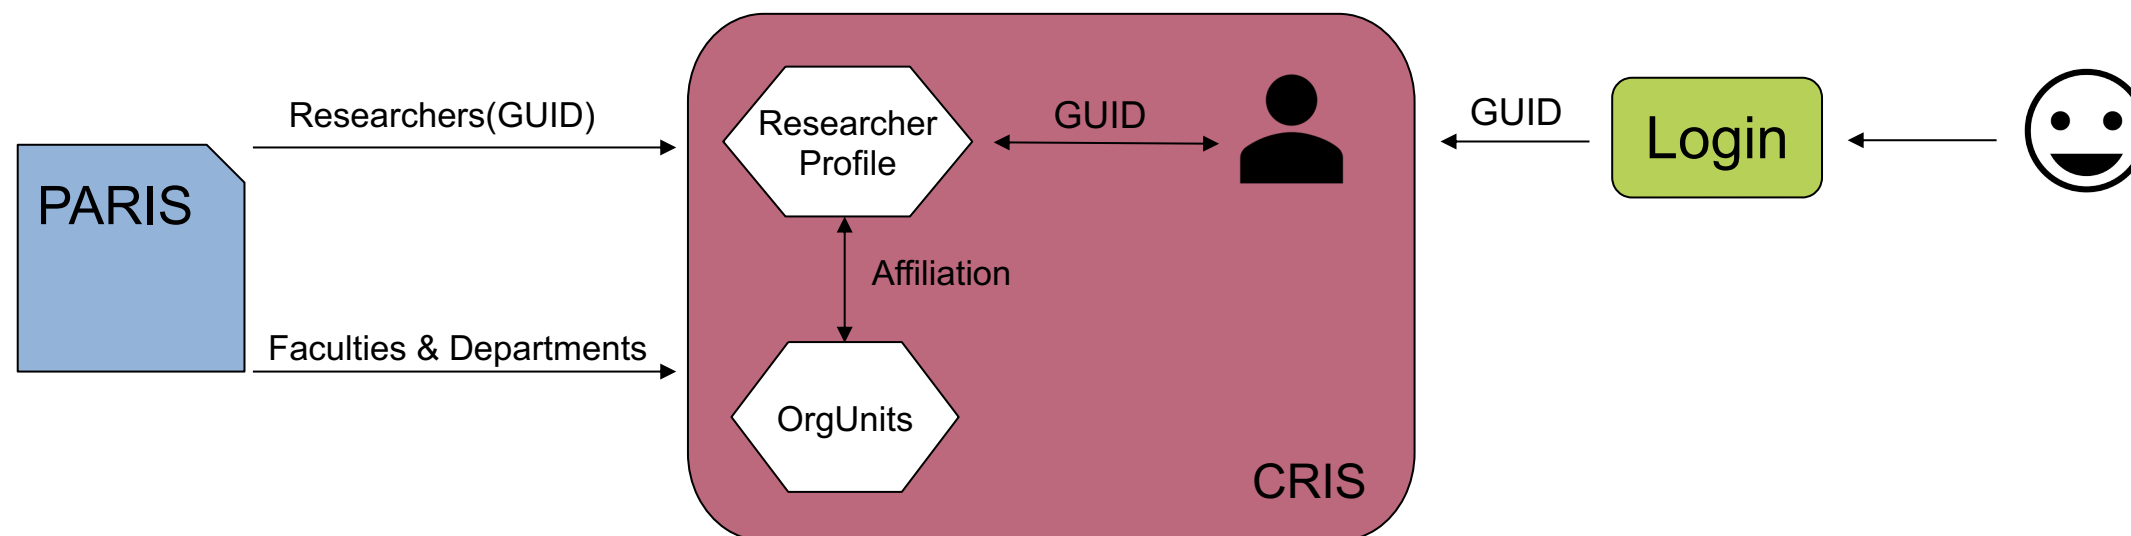 Researchers(GUID)
PARIS
Faculties & Departments
Researcher
Profile
GUID
Affiliation
OrgUnits
CRIS
GUID
Login